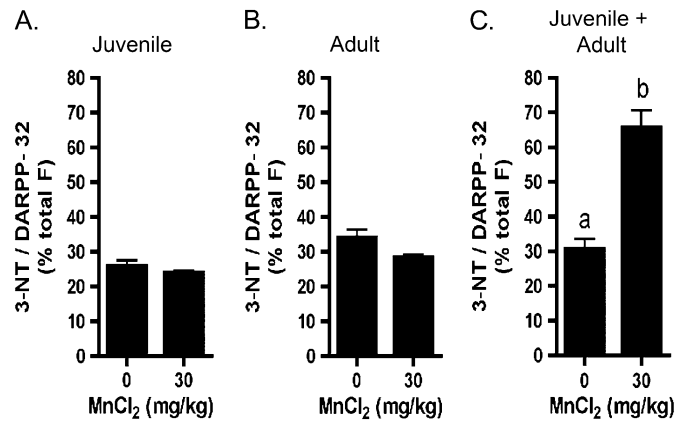 A.
Juvenile
3-NT / DARPP- 32
(% total F)
80
70
60
50
40
30
20
10
0
0 30
MnCl₂ (mg/kg)
B.
Adult
3-NT / DARPP- 32
(% total F)
80
70
60
50
40
30
20
10
0
0 30
MnCl₂ (mg/kg)
C.
Juvenile +
Adult
3-NT / DARPP- 32
(% total F)
80
70
60
50
40
30
20
10
0
a
b
0 30
MnCl₂ (mg/kg)